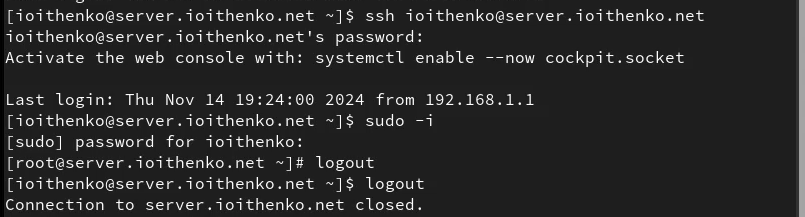 [ioithenko@server.ioithenko.net ~]$ ssh ioithenko@server.ioithenko.net
ioithenko@server.ioithenko.net's password:
Activate the web console with: systemctl enable --now cockpit.socket
Last login: Thu Nov 14 19:24:00 2024 from 192.168.1.1
[ioithenko@server.ioithenko.net ~]$ sudo -i
[sudo] password for ioithenko:
[root@server.ioithenko.net ~]# logout
[ioithenko@server.ioithenko.net ~]$ logout
Connection to server.ioithenko.net closed.